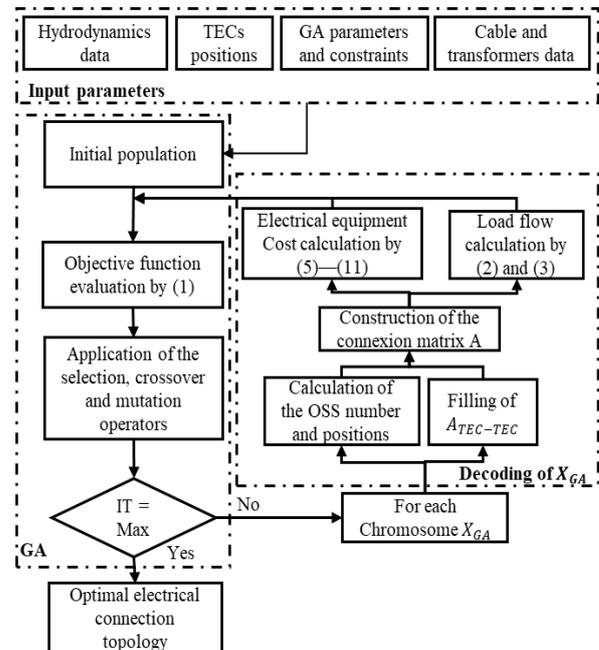 Hydrodynamics
data
TECs
positions
GA parameters
and constraints
Cable and
transformers data
Input parameters
Initial population
Objective function
evaluation by (1)
Application of the
selection, crossover
and mutation
operators
IT =
Max
No
Yes
GA
Optimal electrical
connection
topology
Electrical equipment
Cost calculation by
(5)—(11)
Load flow
calculation by
(2) and (3)
Construction of the
connexion matrix A
Calculation of
the OSS number
and positions
Filling of
A_{TEC−TEC}
Decoding of X_{GA}
For each
Chromosome X_{GA}